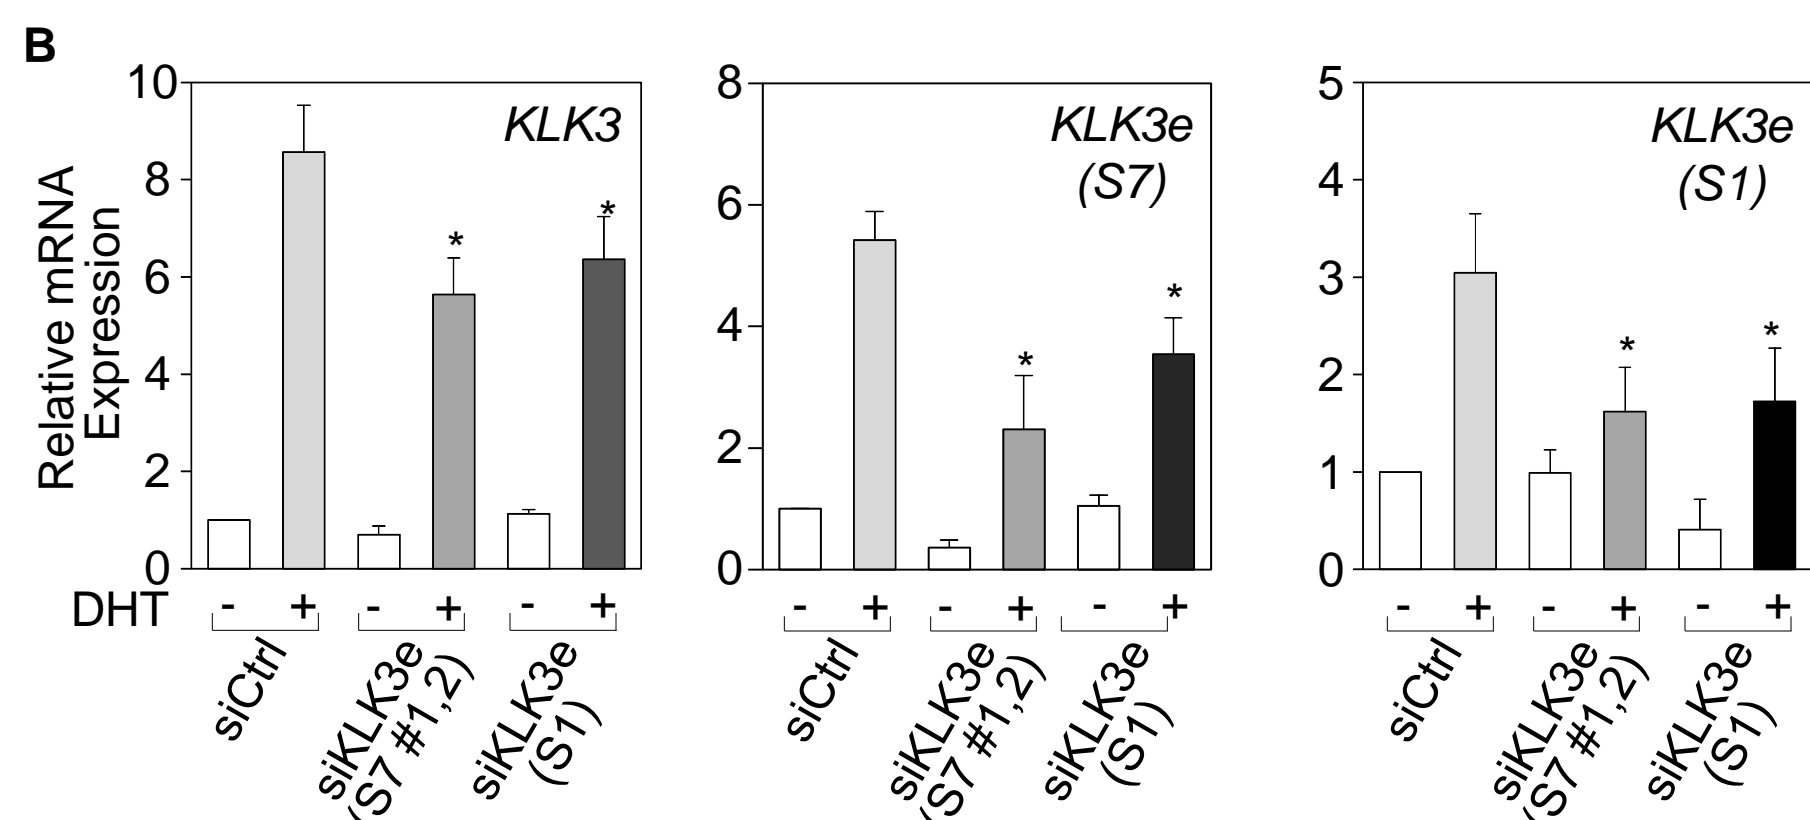 B
Relative mRNA
Expression
10
8
6
4
2
0
KLK3
*
*
8
6
4
2
0
KLK3e
(S7)
*
*
5
4
3
2
1
0
KLK3e
(S1)
*
*
DHT - + - + - +
- + - + - +
- + - + - +
siCtrl
siKLK3e
(S7 #1,2)
siKLK3e
(S1)
siCtrl
siKLK3e
(S7 #1,2)
siKLK3e
(S1)
siCtrl
siKLK3e
(S7 #1,2)
siKLK3e
(S1)